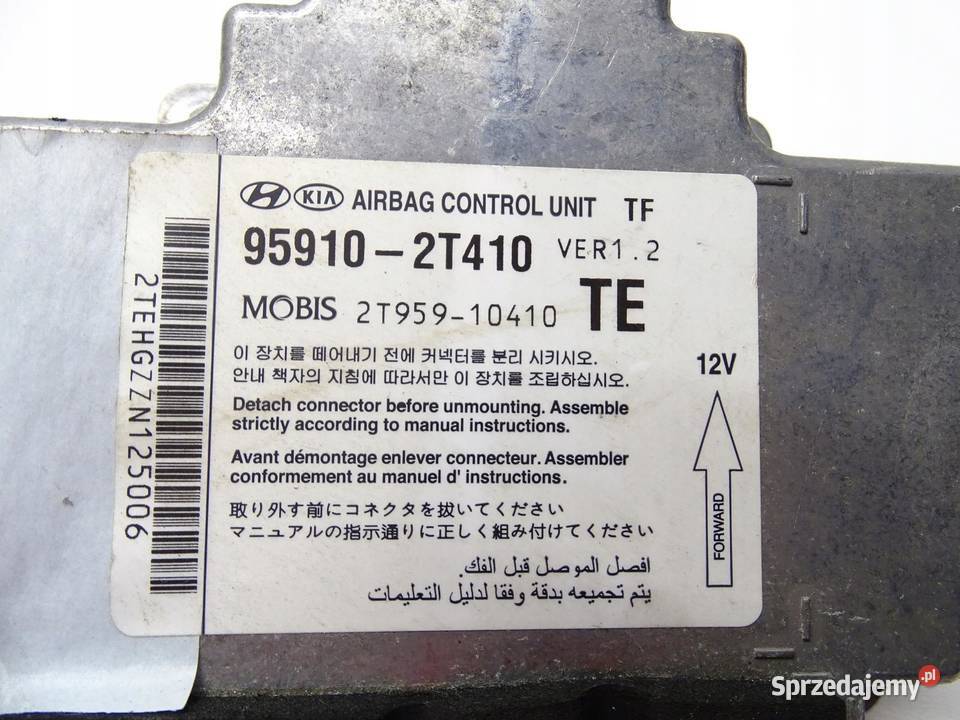 KIA AIRBAG CONTROL UNIT TF
95910-2T410 VER1.2
MOBIS 2T959-10410 TE
이 장치를 떼어내기 전에 커넥터를 분리 시키시오.
안내 책자의 지침에 따라서만 이 장치를 조립하십시오.
12V
Detach connector before unmounting. Assemble
strictly according to manual instructions.
Avant démontage enlever connecteur. Assembler
conformement au manuel d' instructions.
FORWARD
取り外す前にコネクタを抜いてください
マニュアルの指示通りに正しく組み付けてください
افصل الموصل قبل الفك.
يتم تجميعه بدقة وفقا لدليل التعليمات
2TEHGZZN125006
Sprzedajemy.pl